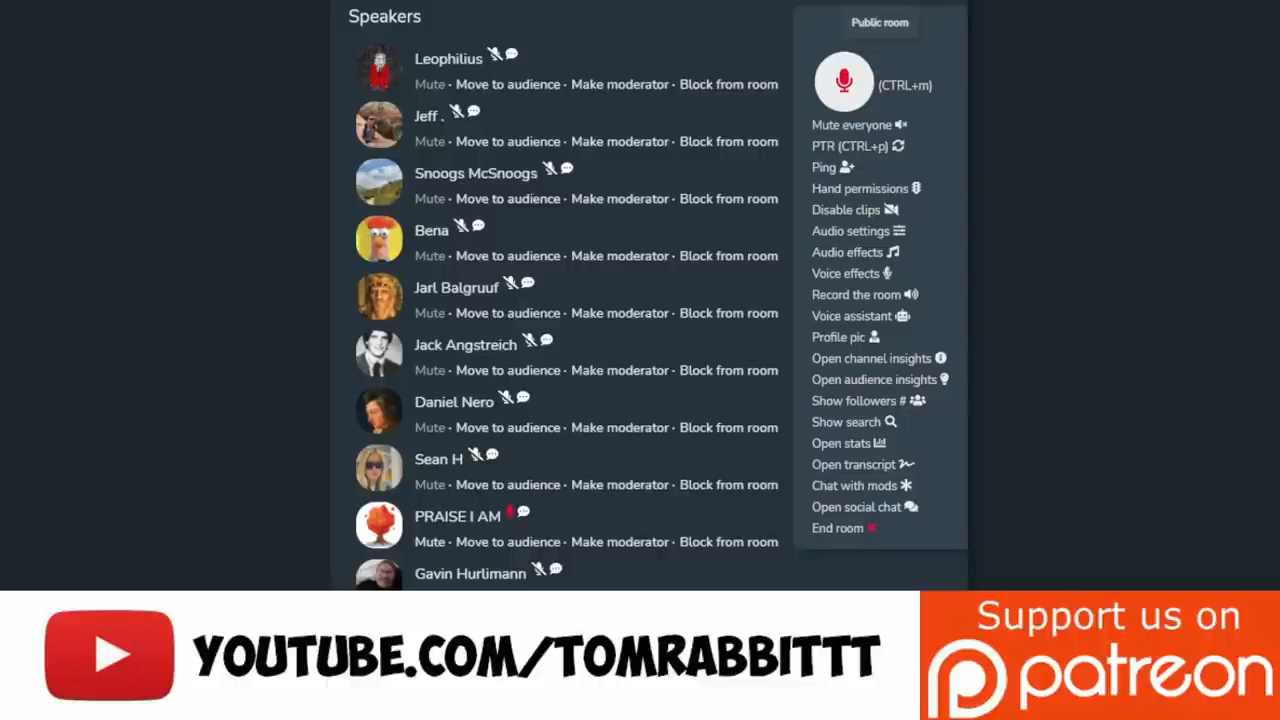 Speakers
Leophilius
Mute · Move to audience · Make moderator · Block from room
Jeff .
Mute · Move to audience · Make moderator · Block from room
Snoogs McSnoogs
Mute · Move to audience · Make moderator · Block from room
Bena
Mute · Move to audience · Make moderator · Block from room
Jarl Balgruuf
Mute · Move to audience · Make moderator · Block from room
Jack Angstreich
Mute · Move to audience · Make moderator · Block from room
Daniel Nero
Mute · Move to audience · Make moderator · Block from room
Sean H
Mute · Move to audience · Make moderator · Block from room
PRAISE I AM
Mute · Move to audience · Make moderator · Block from room
Gavin Hurlimann
Public room
(CTRL+m)
Mute everyone
PTR (CTRL+p)
Ping
Hand permissions
Disable clips
Audio settings
Audio effects
Voice effects
Record the room
Voice assistant
Profile pic
Open channel insights
Open audience insights
Show followers #
Show search
Open stats
Open transcript
Chat with mods
Open social chat
End room
YOUTUBE.COM/TOMRABBITTT
Support us on
patreon